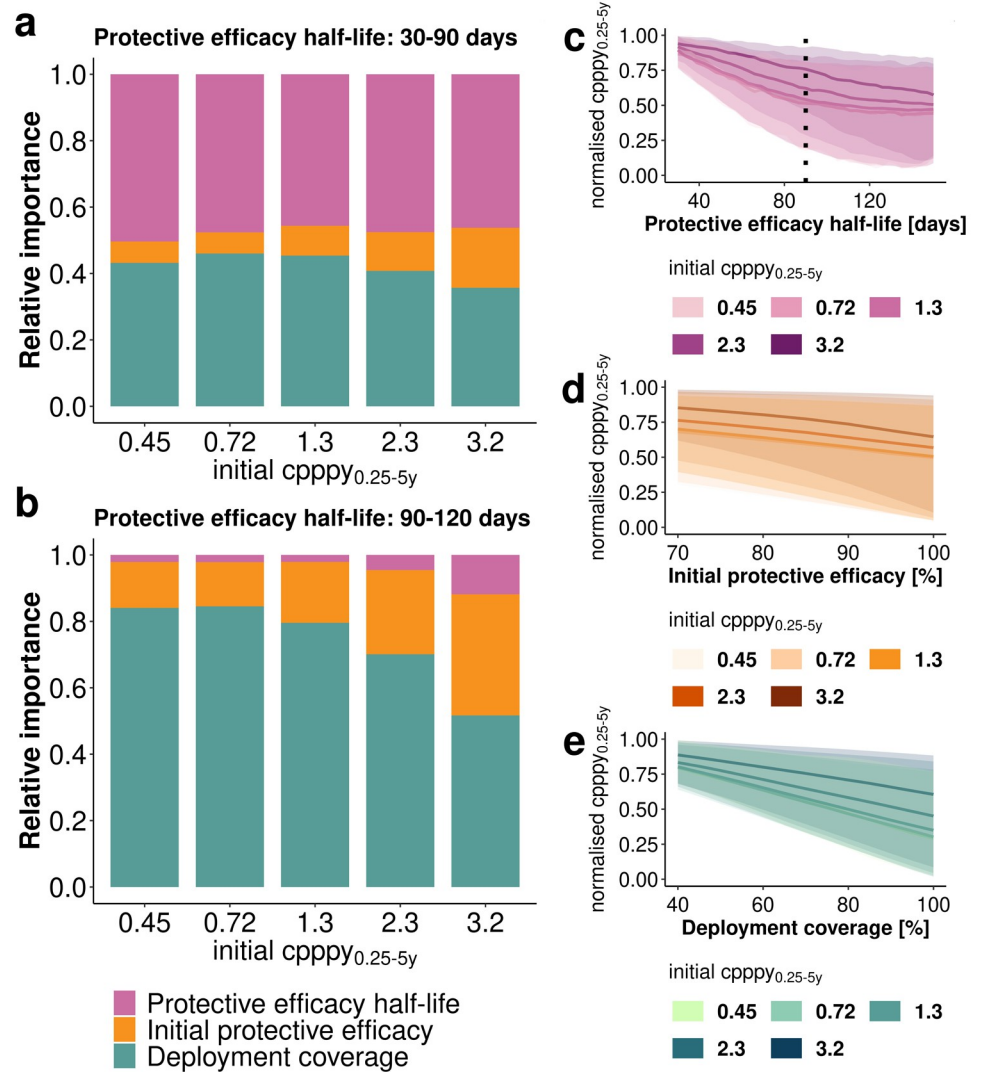 a
Protective efficacy half-life: 30-90 days
Relative importance
1.0
0.8
0.6
0.4
0.2
0.0
0.45 0.72 1.3 2.3 3.2
initial cpppy0.25-5y
b
Protective efficacy half-life: 90-120 days
Relative importance
1.0
0.8
0.6
0.4
0.2
0.0
0.45 0.72 1.3 2.3 3.2
initial cpppy0.25-5y
Protective efficacy half-life
Initial protective efficacy
Deployment coverage
c
normalised cpppy0.25-5y
1.00
0.75
0.50
0.25
0.00
40 80 120
Protective efficacy half-life [days]
initial cpppy0.25-5y
0.45 0.72 1.3
2.3 3.2
d
normalised cpppy0.25-5y
1.00
0.75
0.50
0.25
0.00
70 80 90 100
Initial protective efficacy [%]
initial cpppy0.25-5y
0.45 0.72 1.3
2.3 3.2
e
normalised cpppy0.25-5y
1.00
0.75
0.50
0.25
0.00
40 60 80 100
Deployment coverage [%]
initial cpppy0.25-5y
0.45 0.72 1.3
2.3 3.2